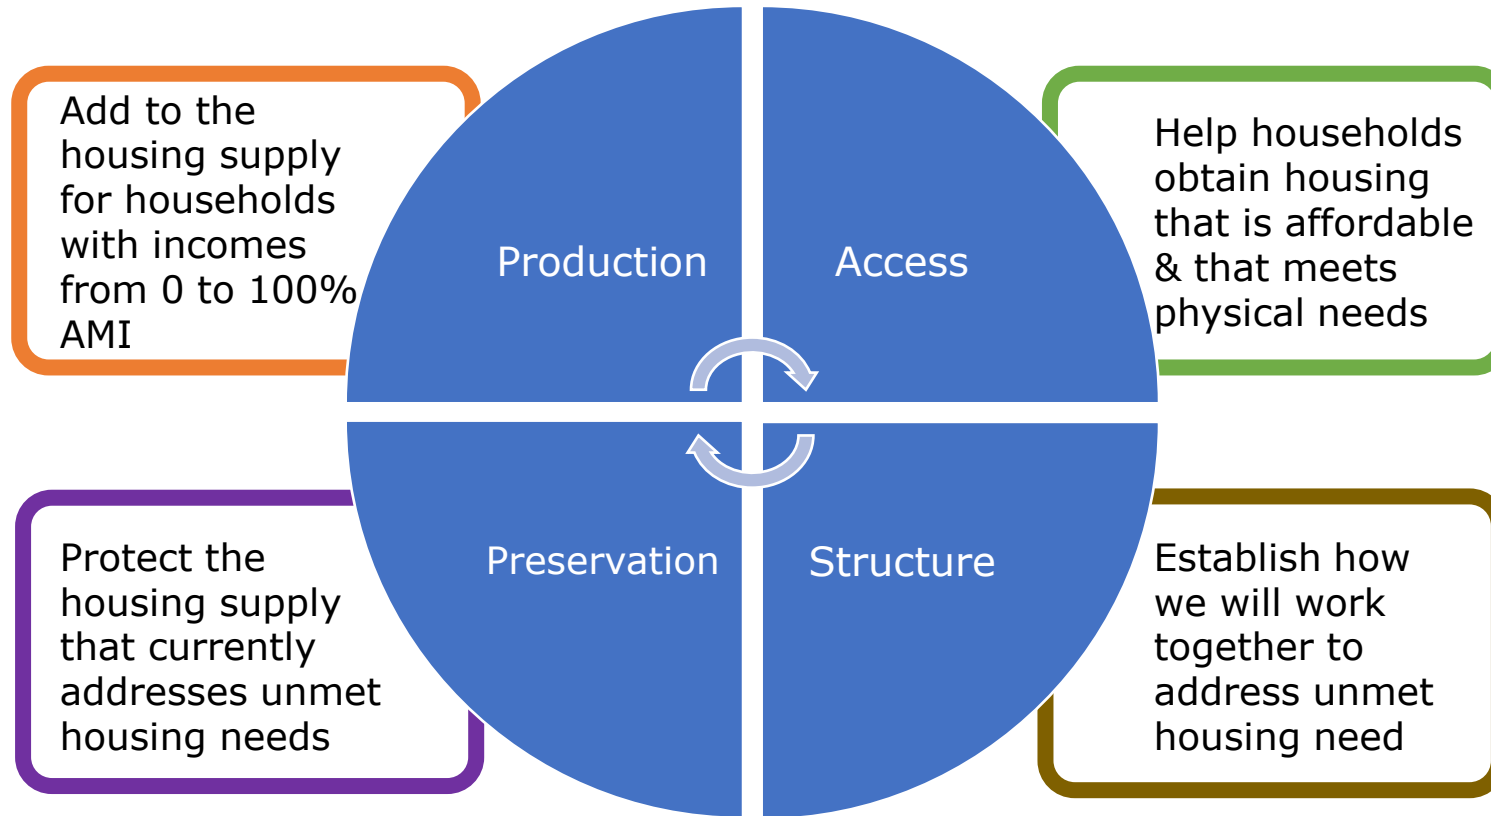 Add to the
housing supply
for households
with incomes
from 0 to 100%
AMI
Production
Access
Help households
obtain housing
that is affordable
& that meets
physical needs
Protect the
housing supply
that currently
addresses unmet
housing needs
Preservation
Structure
Establish how
we will work
together to
address unmet
housing need